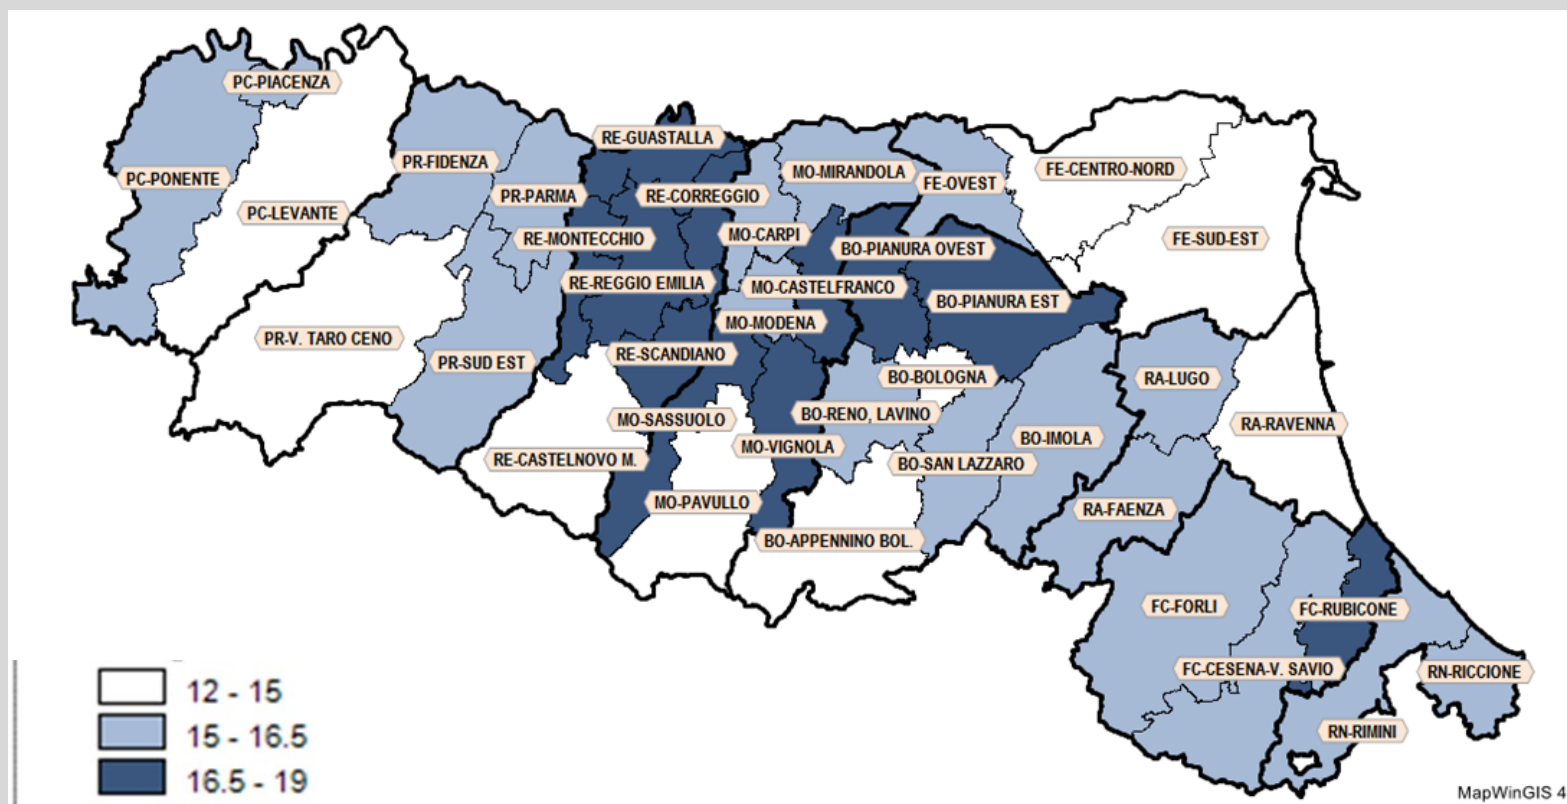 PC-PIACENZA
RE-GUASTALLA
PR-FIDENZA
MO-MIRANDOLA
FE-CENTRO-NORD
PC-PONENTE
FE-OVEST
PR-PARMA
RE-CORREGGIO
PC-LEVANTE
MO-CARPI
RE-MONTECCHIO
FE-SUD-EST
BO-PIANURA OVEST
RE-REGGIO EMILIA
MO-CASTELFRANCO
BO-PIANURA EST
MO-MODENA
PR-V. TARO CENO
RE-SCANDIANO
PR-SUD EST
BO-BOLOGNA
RA-LUGO
BO-RENO, LAVINO
MO-SASSUOLO
RA-RAVENNA
BO-IMOLA
MO-VIGNOLA
RE-CASTELNOVO M.
BO-SAN LAZZARO
MO-PAVULLO
RA-FAENZA
BO-APPENNINO BOL.
FC-FORLI
FC-RUBICONE
FC-CESENA-V. SAVIO
RN-RICCIONE
RN-RIMINI
12 - 15
15 - 16.5
16.5 - 19
MapWinGIS 4